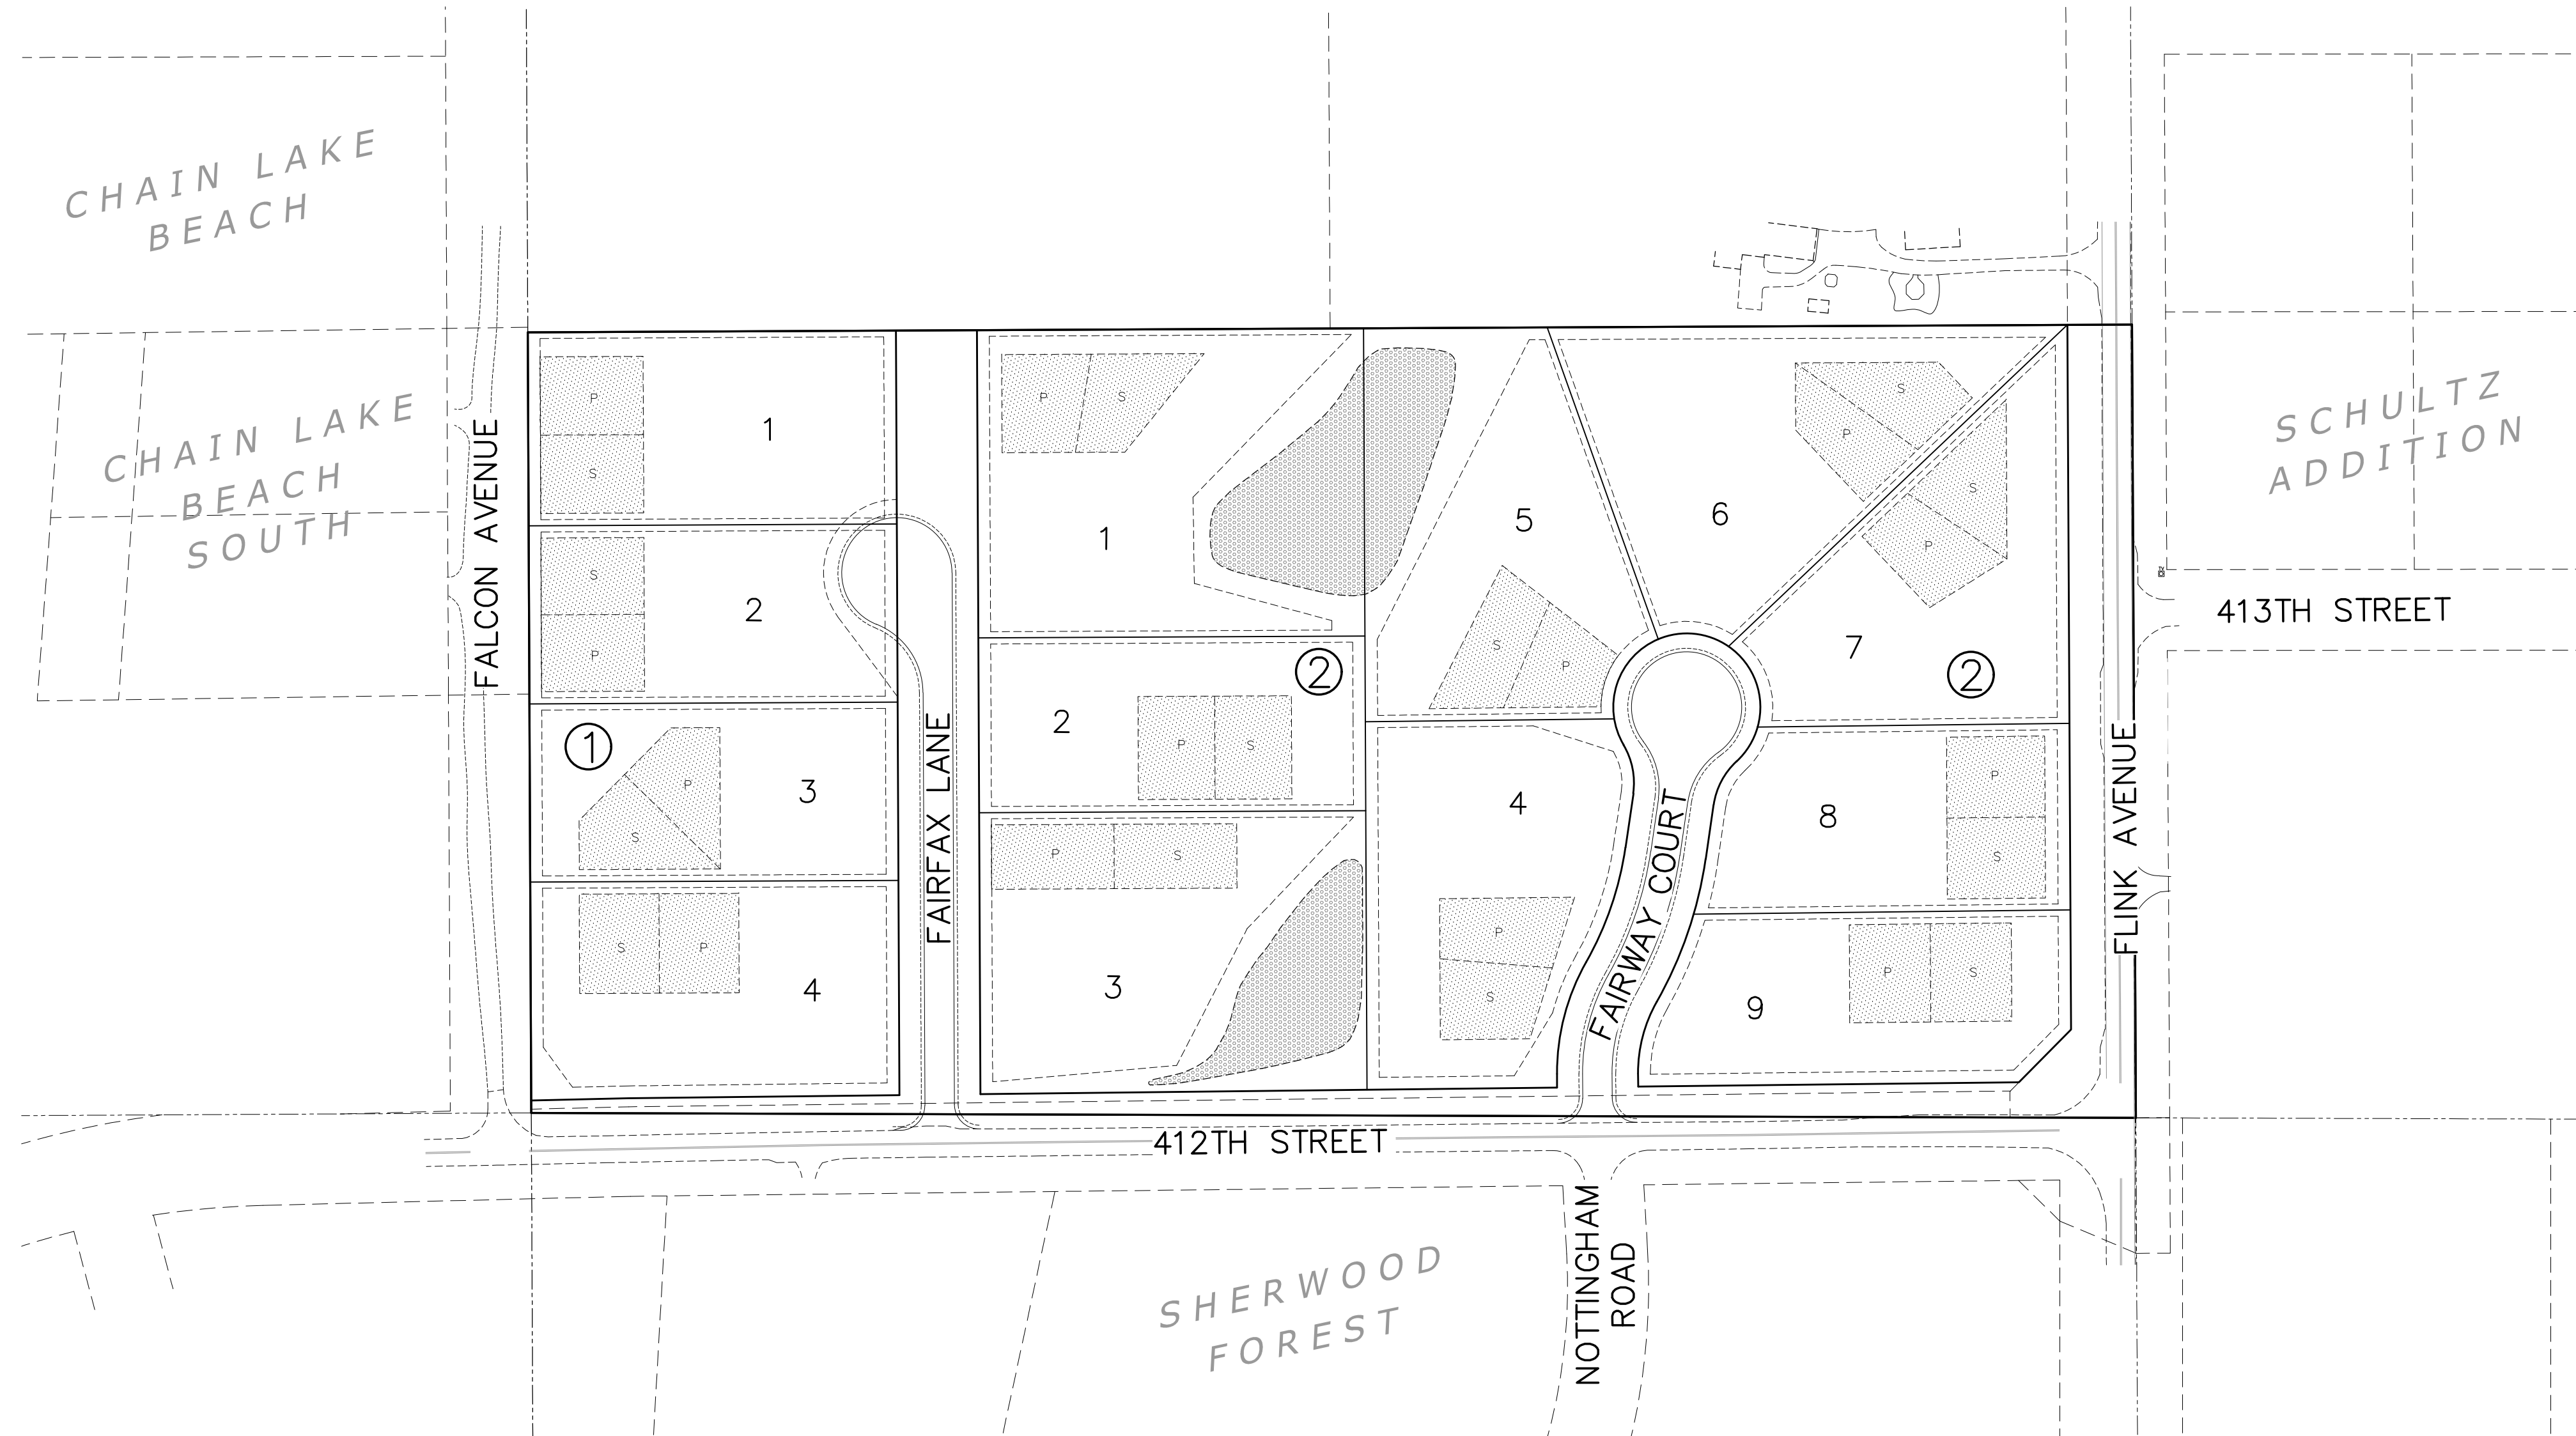 CHAIN LAKE
BEACH
CHAIN LAKE
BEACH
SOUTH
FALCON AVENUE
P
S
1
S
P
2
1
P
S
3
S
P
4
FAIRFAX LANE
P
S
1
2
2
P
S
P
S
3
5
S
P
4
P
S
FAIRWAY COURT
S
P
6
S
P
7
2
8
P
S
9
P
S
FLINK AVENUE
SCHULTZ
ADDITION
413TH STREET
412TH STREET
NOTTINGHAM
ROAD
SHERWOOD
FOREST